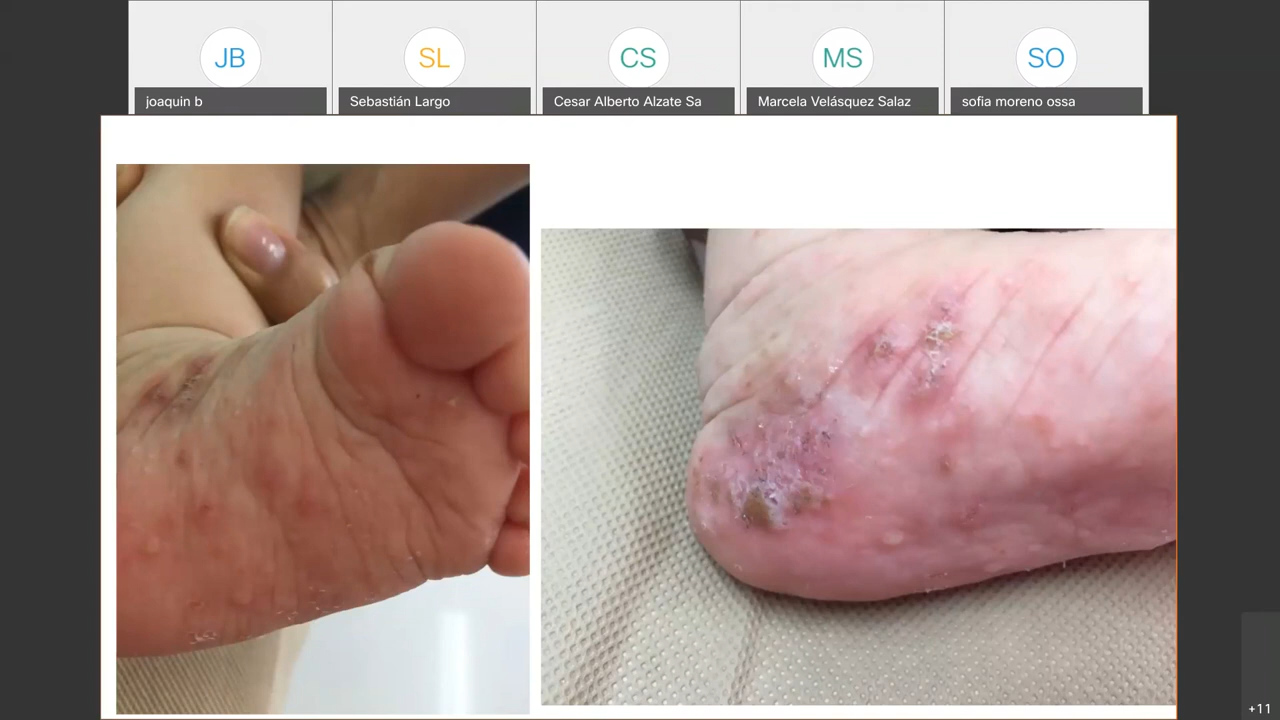 JB
SL
CS
MS
SO
joaquin b
Sebastián Largo
Cesar Alberto Alzate Sa
Marcela Velásquez Salaz
sofia moreno ossa
+11